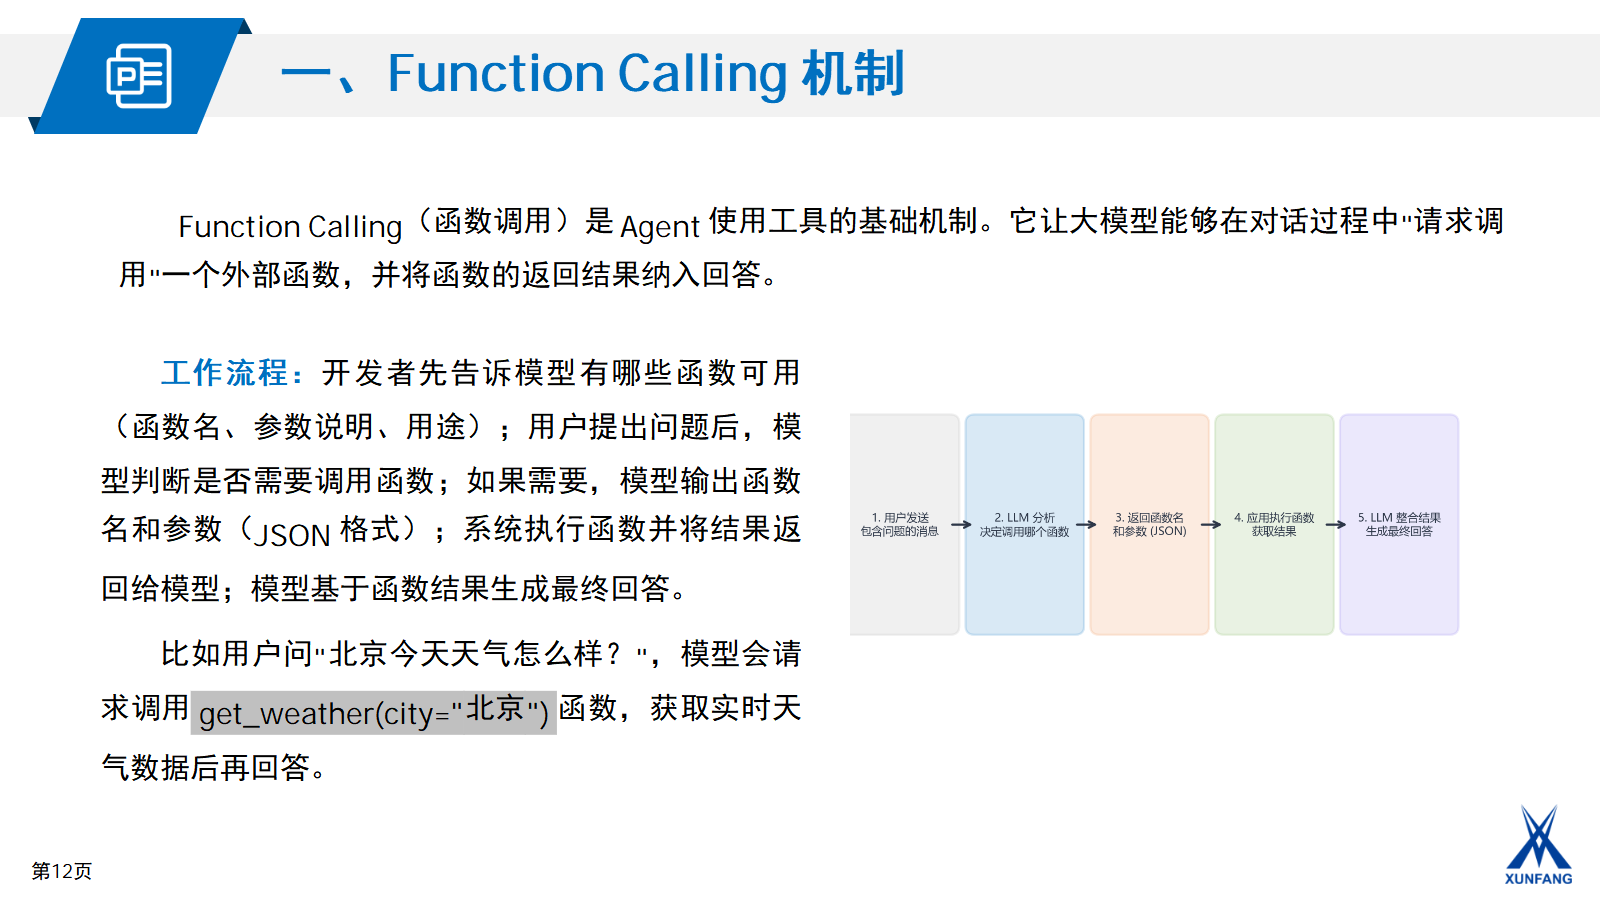 一、Function Calling 机制
Function Calling（函数调用）是 Agent 使用工具的基础机制。它让大模型能够在对话过程中"请求调
用"一个外部函数，并将函数的返回结果纳入回答。
工作流程：开发者先告诉模型有哪些函数可用
（函数名、参数说明、用途）；用户提出问题后，模
型判断是否需要调用函数；如果需要，模型输出函数
名和参数（JSON 格式）；系统执行函数并将结果返
回给模型；模型基于函数结果生成最终回答。
比如用户问"北京今天天气怎么样？"，模型会请
求调用 get_weather(city="北京") 函数，获取实时天
气数据后再回答。
1. 用户发送
包含问题的消息
2. LLM 分析
决定调用哪个函数
3. 返回函数名
和参数 (JSON)
4. 应用执行函数
获取结果
5. LLM 整合结果
生成最终回答
第12页
XUNFANG